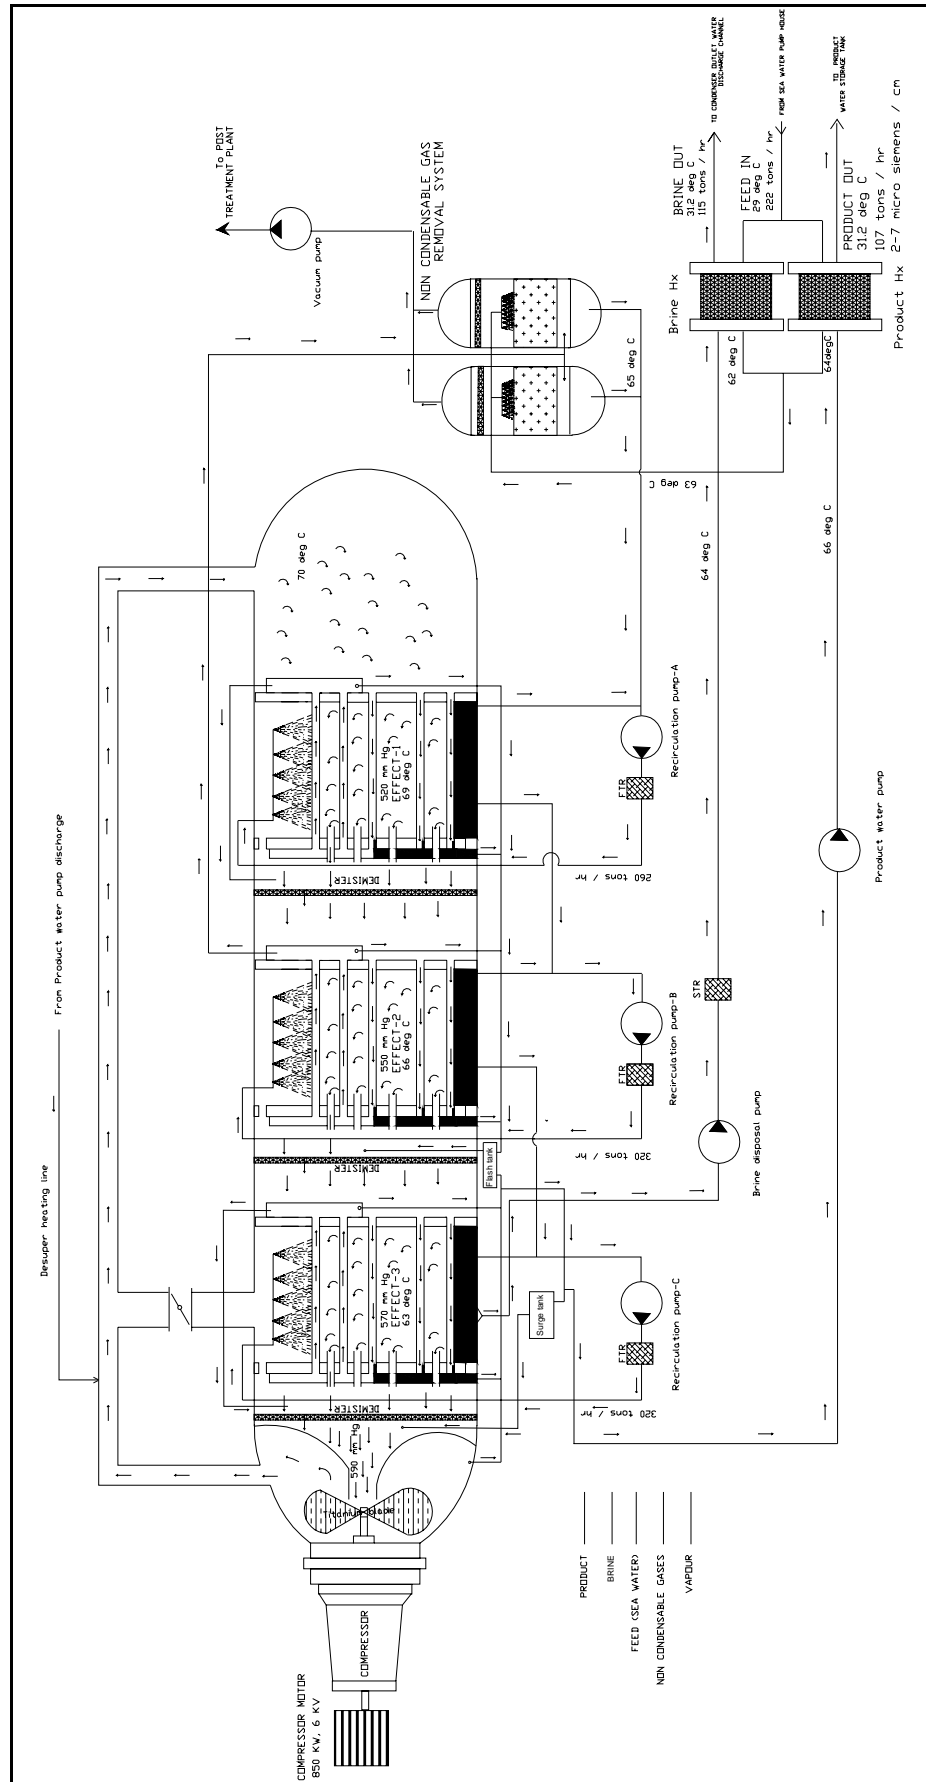 To POST
TREATMENT PLANT
Vacuum pump
NON CONDENSABLE GAS
REMOVAL SYSTEM
TO CONDENSER OUTLET WATER
DISCHARGE CHANNEL
FROM SEA WATER PUMP HOUSE
TO PRODUCT
WATER STORAGE TANK
BRINE OUT
31.2 deg C
115 tons / hr
FEED IN
29 deg C
222 tons / hr
PRODUCT OUT
31.2 deg C
107 tons / hr
2-7 micro siemens / cm
Brine Hx
Product Hx
62 deg C
64degC
65 deg C
63 deg C
64 deg C
66 deg C
70 deg C
520 mm Hg
EFFECT-1
69 deg C
DEMISTER
Recirculation pump-A
FTR
260 tons / hr
From Product water pump discharge
Desuper heating line
550 mm Hg
EFFECT-2
66 deg C
DEMISTER
Recirculation pump-B
FTR
320 tons / hr
Flash tank
STR
Brine disposal pump
Product water pump
570 mm Hg
EFFECT-3
63 deg C
DEMISTER
Surge tank
Recirculation pump-C
FTR
320 tons / hr
590 mm Hg
Titanium blade
COMPRESSOR
COMPRESSOR MOTOR
850 KW, 6 KV
PRODUCT
BRINE
FEED (SEA WATER)
NON CONDENSABLE GASES
VAPOUR